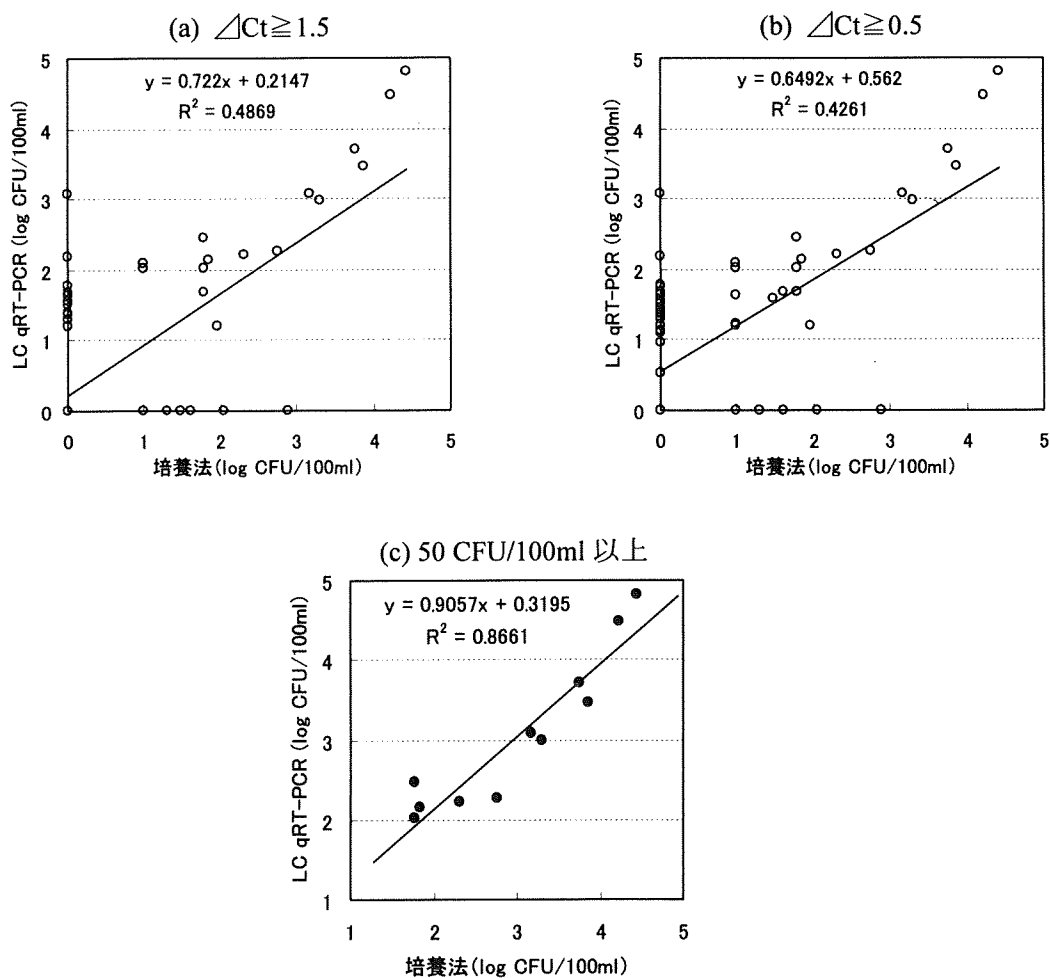 (a) ⊿Ct≧1.5
y = 0.722x + 0.2147
R² = 0.4869
LC qRT-PCR (log CFU/100ml)
5
4
3
2
1
0
0 1 2 3 4 5
培養法(log CFU/100ml)
(b) ⊿Ct≧0.5
y = 0.6492x + 0.562
R² = 0.4261
LC qRT-PCR (log CFU/100ml)
5
4
3
2
1
0
0 1 2 3 4 5
培養法(log CFU/100ml)
(c) 50 CFU/100ml 以上
y = 0.9057x + 0.3195
R² = 0.8661
LC qRT-PCR (log CFU/100ml)
5
4
3
2
1
1 2 3 4 5
培養法(log CFU/100ml)